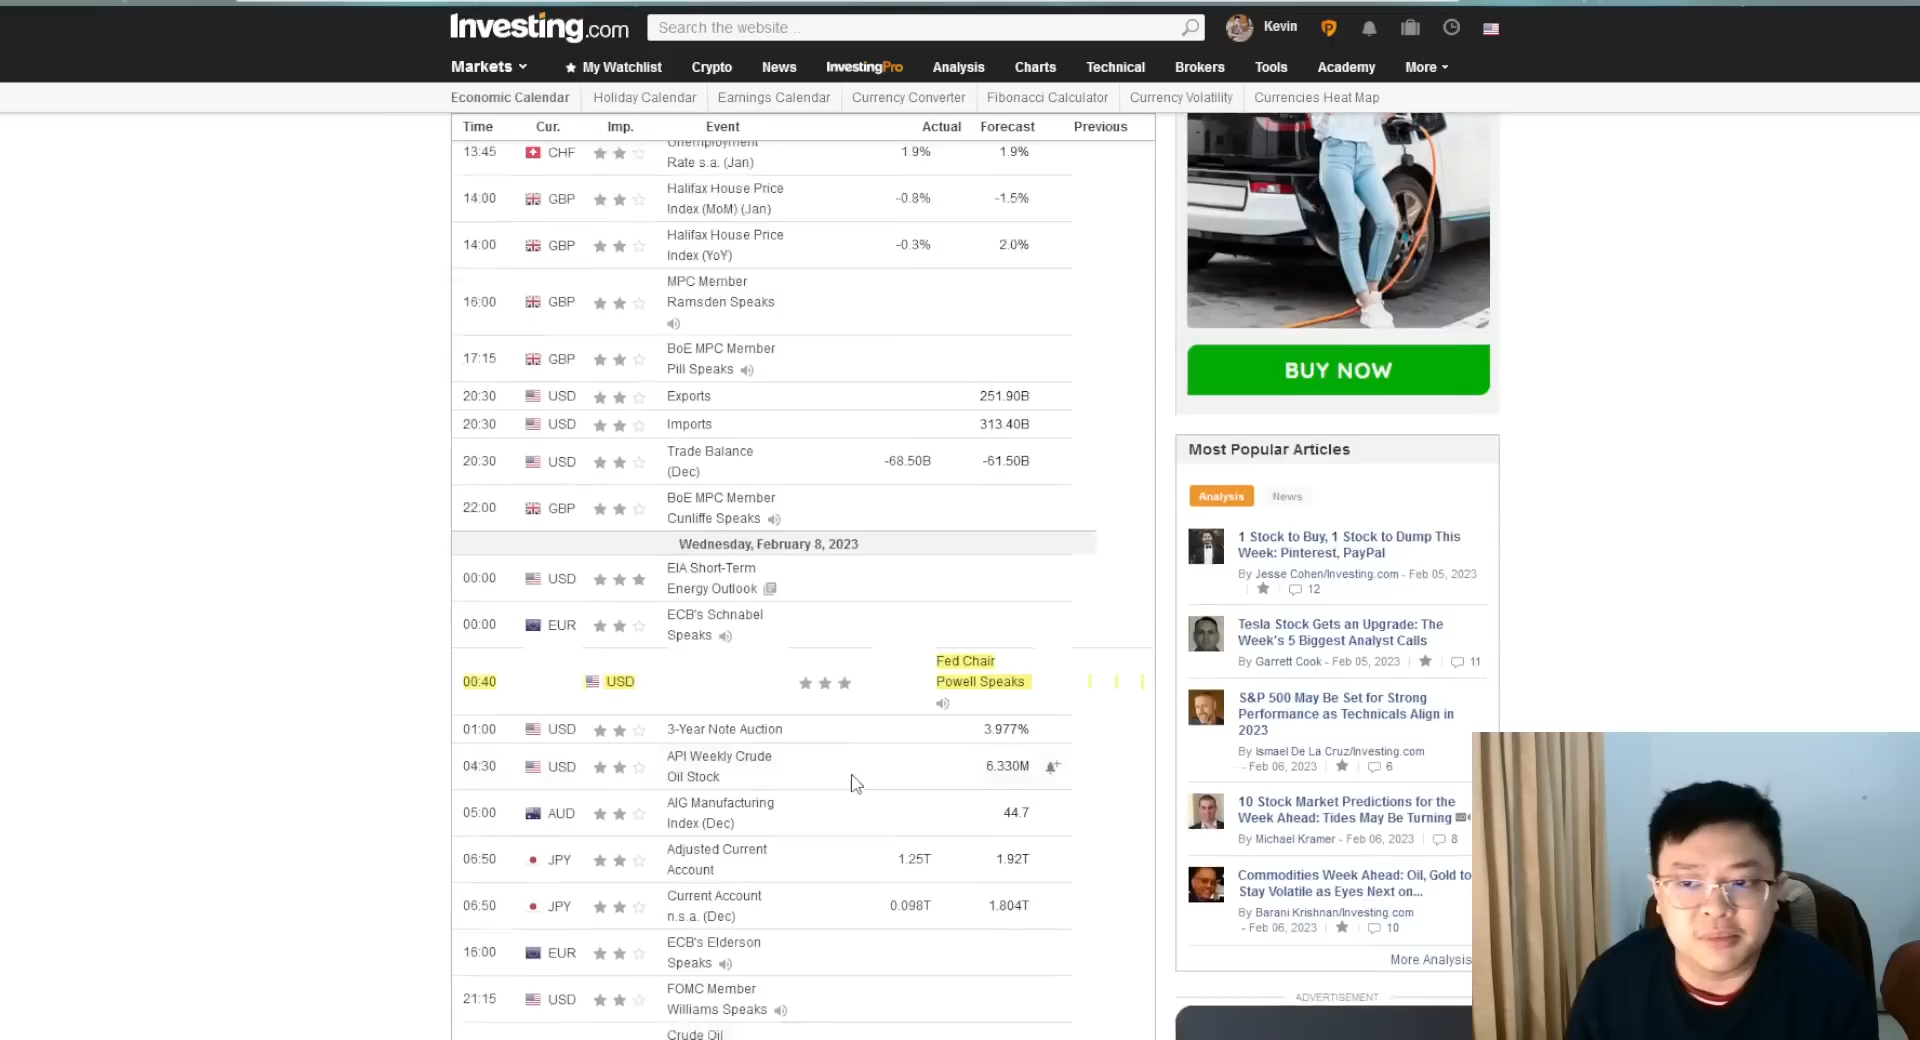 Investing.com
Search the website ..
Kevin
Markets
My Watchlist
Crypto
News
InvestingPro
Analysis
Charts
Technical
Brokers
Tools
Academy
More
Economic Calendar
Holiday Calendar
Earnings Calendar
Currency Converter
Fibonacci Calculator
Currency Volatility
Currencies Heat Map
Time Cur. Imp. Event Actual Forecast Previous
Unemployment
13:45 CHF Rate s.a. (Jan) 1.9% 1.9%
14:00 GBP Halifax House Price -0.8% -1.5%
Index (MoM) (Jan)
14:00 GBP Halifax House Price -0.3% 2.0%
Index (YoY)
MPC Member
16:00 GBP Ramsden Speaks
17:15 GBP BoE MPC Member
Pill Speaks
20:30 USD Exports 251.90B
20:30 USD Imports 313.40B
20:30 USD Trade Balance -68.50B -61.50B
(Dec)
22:00 GBP BoE MPC Member
Cunliffe Speaks
Wednesday, February 8, 2023
00:00 USD EIA Short-Term
Energy Outlook
00:00 EUR ECB's Schnabel
Speaks
Fed Chair
00:40 USD Powell Speaks
01:00 USD 3-Year Note Auction 3.977%
04:30 USD API Weekly Crude 6.330M
Oil Stock
05:00 AUD AIG Manufacturing 44.7
Index (Dec)
06:50 JPY Adjusted Current 1.25T 1.92T
Account
06:50 JPY Current Account 0.098T 1.804T
n.s.a. (Dec)
16:00 EUR ECB's Elderson
Speaks
21:15 USD FOMC Member
Williams Speaks
Crude Oil
BUY NOW
Most Popular Articles
Analysis
News
1 Stock to Buy, 1 Stock to Dump This
Week: Pinterest, PayPal
By Jesse Cohen/Investing.com - Feb 05, 2023
12
Tesla Stock Gets an Upgrade: The
Week's 5 Biggest Analyst Calls
By Garrett Cook - Feb 05, 2023 11
S&P 500 May Be Set for Strong
Performance as Technicals Align in
2023
By Ismael De La Cruz/Investing.com
- Feb 06, 2023 6
10 Stock Market Predictions for the
Week Ahead: Tides May Be Turning
By Michael Kramer - Feb 06, 2023 8
Commodities Week Ahead: Oil, Gold to
Stay Volatile as Eyes Next on...
By Barani Krishnan/Investing.com
- Feb 06, 2023 10
More Analysis
ADVERTISEMENT